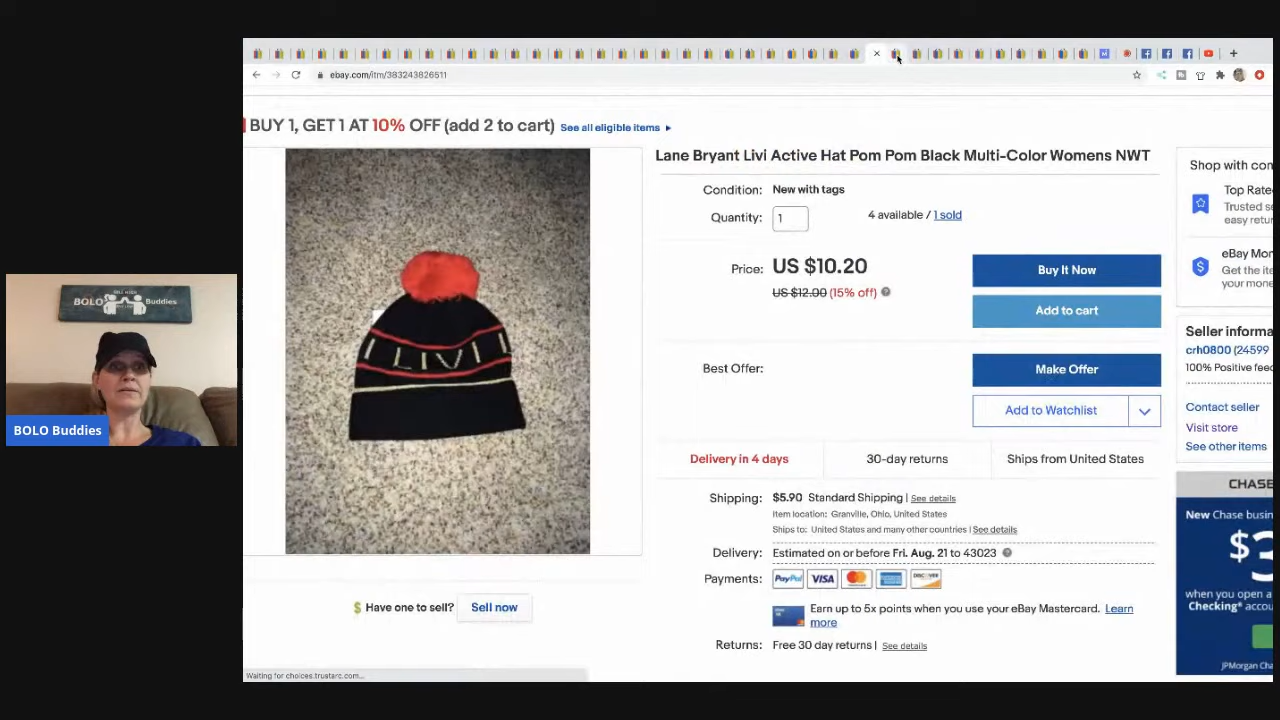 ebay.com/itm/383243826511
BUY 1, GET 1 AT 10% OFF (add 2 to cart) See all eligible items
Lane Bryant Livi Active Hat Pom Pom Black Multi-Color Womens NWT
Condition: New with tags
Quantity: 1 4 available / 1 sold
Price: US $10.20
US $12.00 (15% off)
Buy It Now
Add to cart
Best Offer:
Make Offer
Add to Watchlist
Delivery in 4 days 30-day returns Ships from United States
Shipping: $5.90 Standard Shipping | See details
Item location: Granville, Ohio, United States
Ships to: United States and many other countries | See details
Delivery: Estimated on or before Fri. Aug. 21 to 43023
Payments: PayPal VISA
Earn up to 5x points when you use your eBay Mastercard. Learn
more
Returns: Free 30 day returns | See details
LIVI
$ Have one to sell? Sell now
Waiting for choices.trustarc.com...
Shop with con
Top Rate
Trusted se
easy retur
eBay Mon
Get the ite
your mone
Seller informa
crh0800 (24599
100% Positive feed
Contact seller
Visit store
See other items
CHASE
New Chase busin
$3
when you open a
Checking® accou
JPMorgan Cha
BOLO Buddies
BOLO Buddies